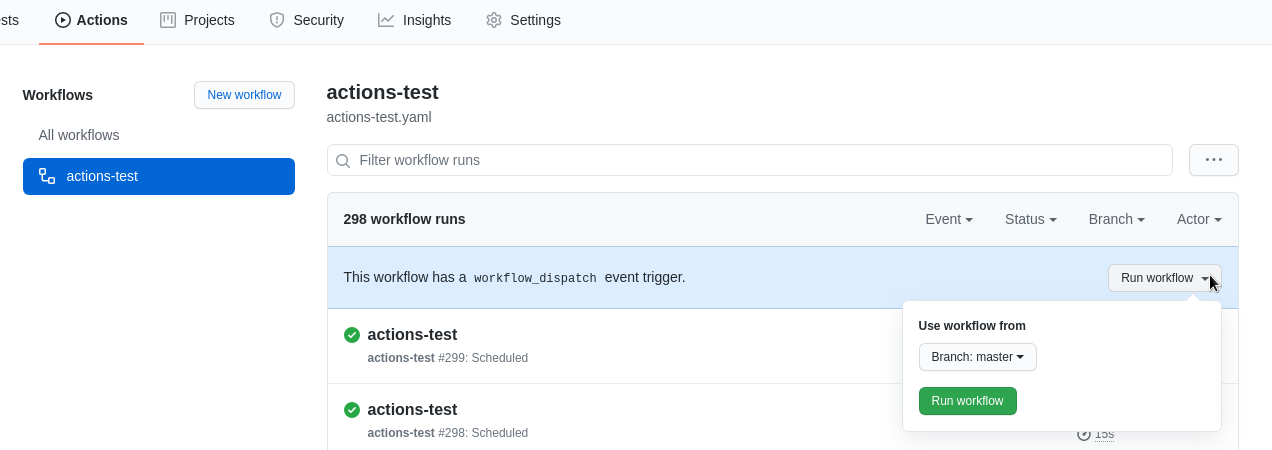 ests Actions Projects Security Insights Settings
Workflows New workflow
All workflows
actions-test
actions-test
actions-test.yaml
Filter workflow runs
298 workflow runs Event Status Branch Actor
This workflow has a workflow_dispatch event trigger. Run workflow
Use workflow from
Branch: master
Run workflow
actions-test
actions-test #299: Scheduled
actions-test
actions-test #298: Scheduled
15s